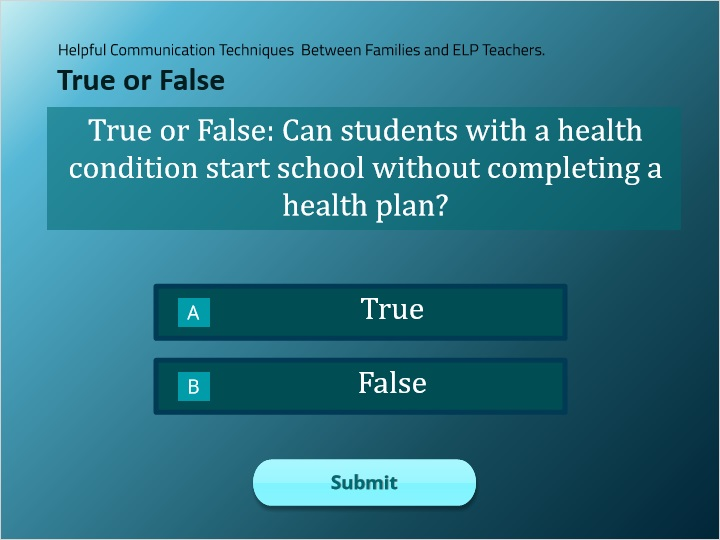 Helpful Communication Techniques  Between Families and ELP Teachers.
True or False
True or False: Can students with a health
condition start school without completing a
health plan?
A True
B False
Submit